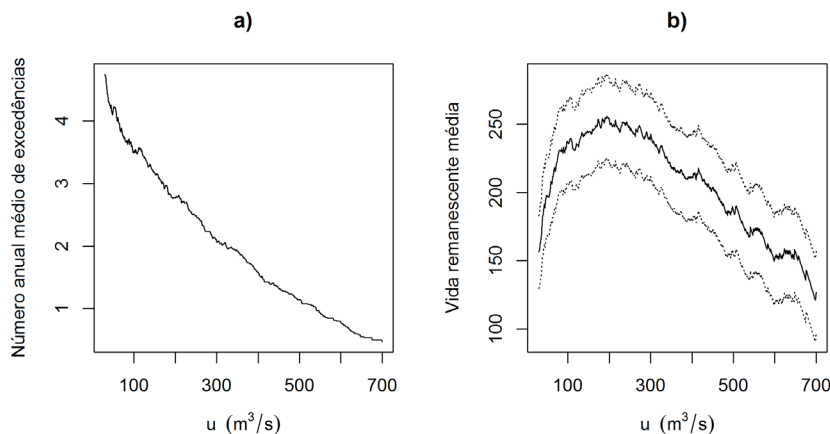 a)
Número anual médio de excedências
4
3
2
1
100 300 500 700
u (m³/s)
b)
Vida remanescente média
250
200
150
100
100 300 500 700
u (m³/s)